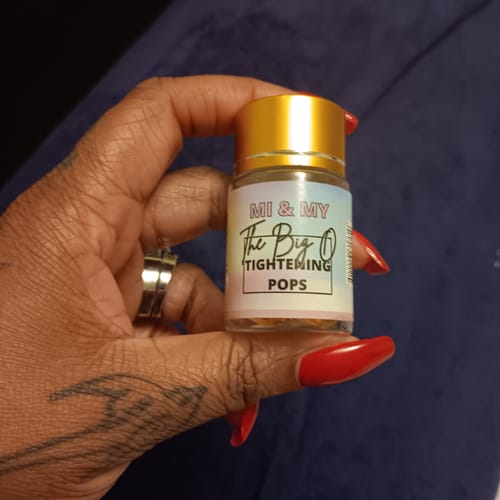 MI & MY
The Big O
TIGHTENING
POPS